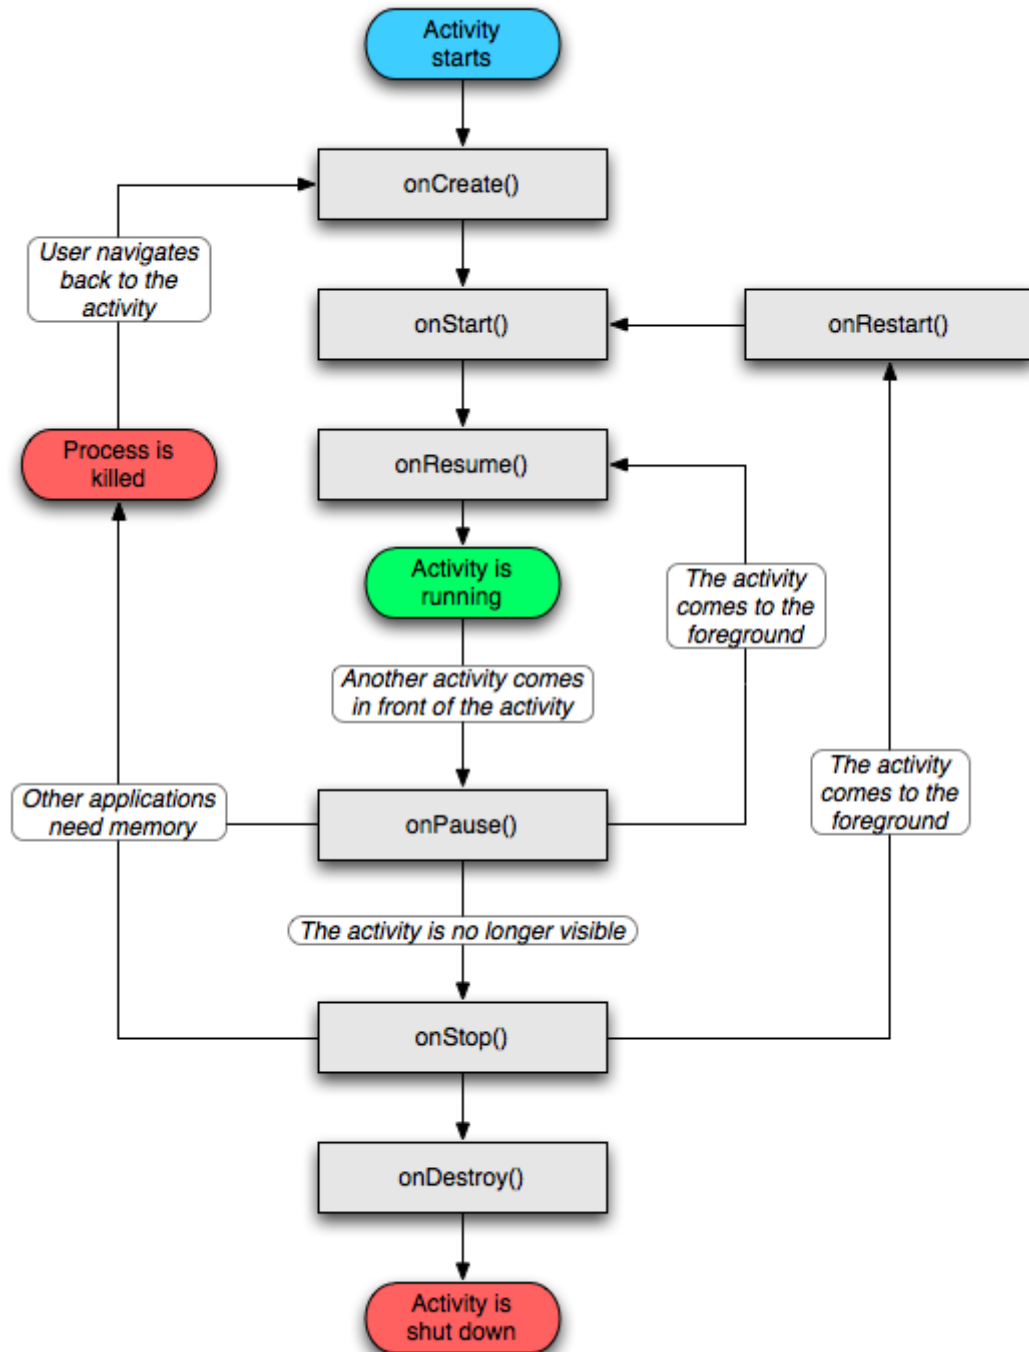 Activity
starts
onCreate()
User navigates
back to the
activity
onStart()
onRestart()
Process is
killed
onResume()
Activity is
running
The activity
comes to the
foreground
Another activity comes
in front of the activity
The activity
comes to the
foreground
Other applications
need memory
onPause()
The activity is no longer visible
onStop()
onDestroy()
Activity is
shut down